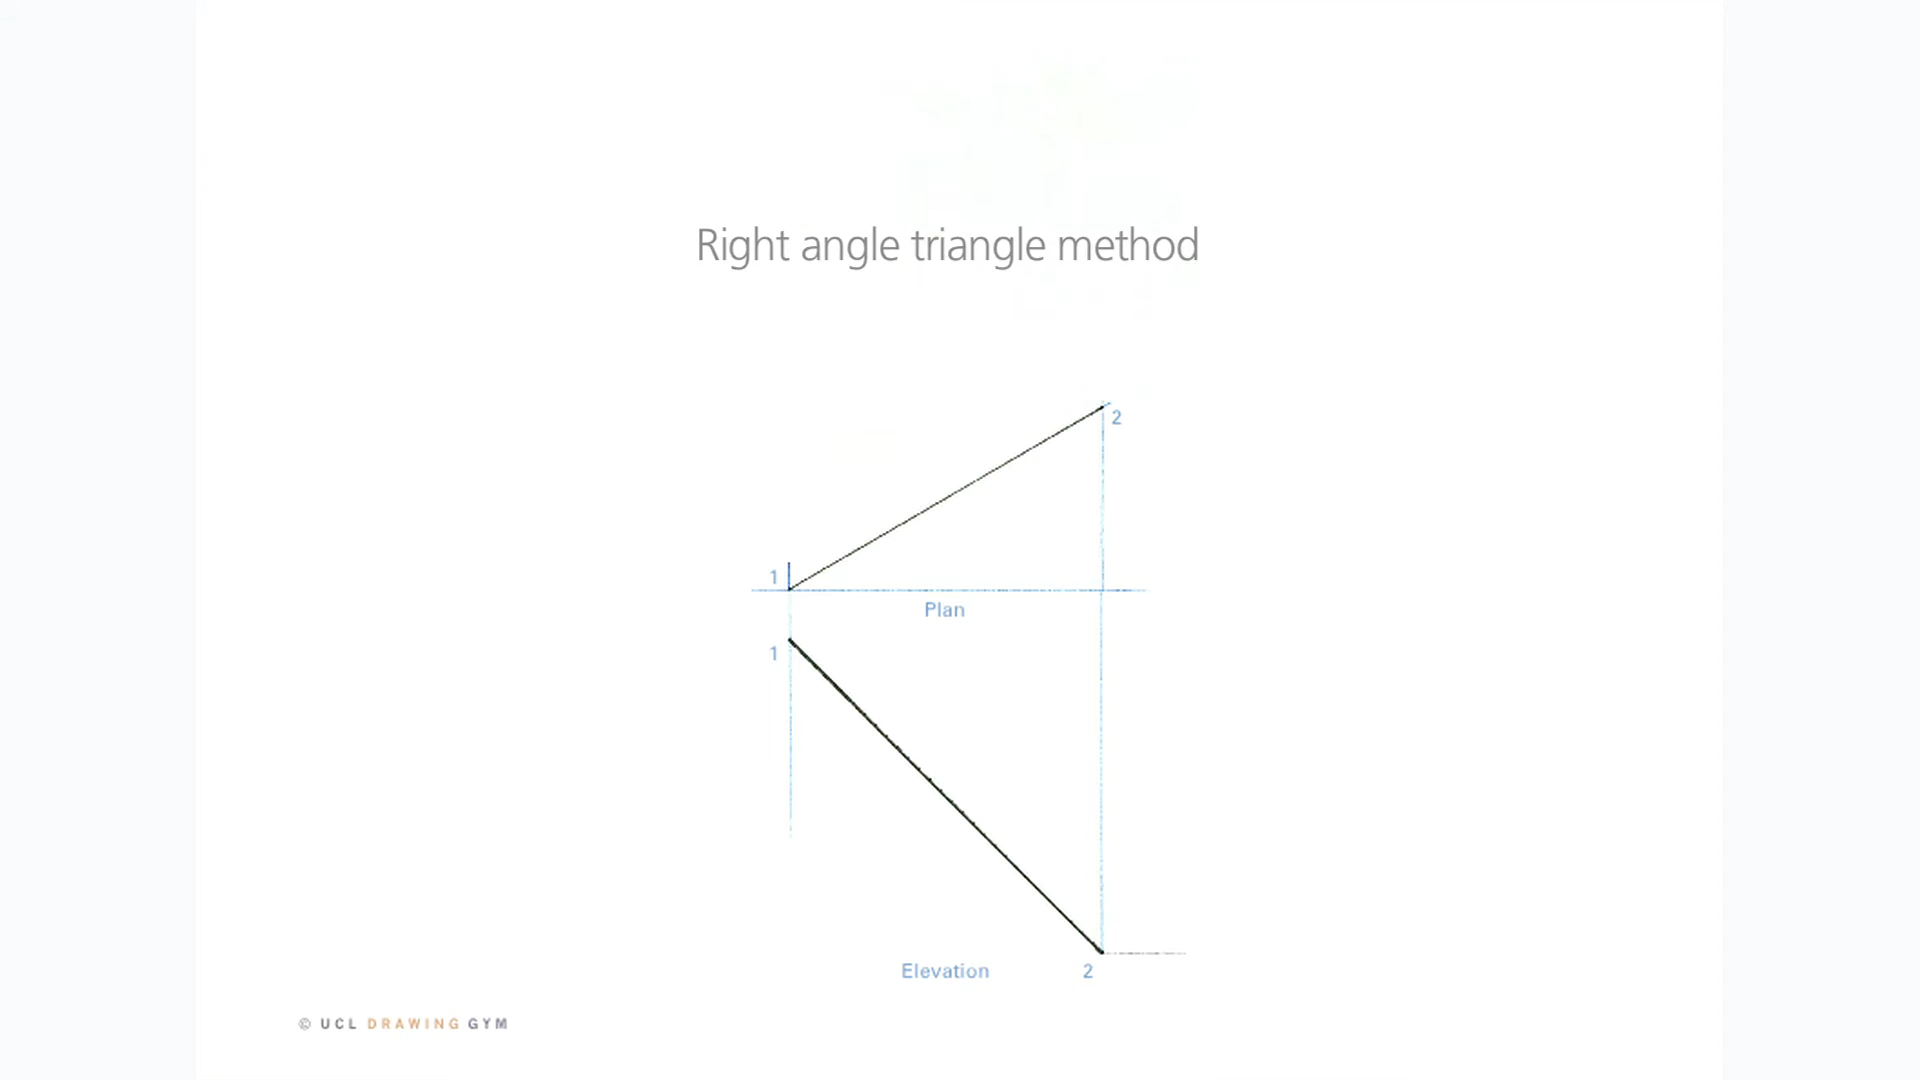 Right angle triangle method
2
1
Plan
1
Elevation 2
© UCL DRAWING GYM